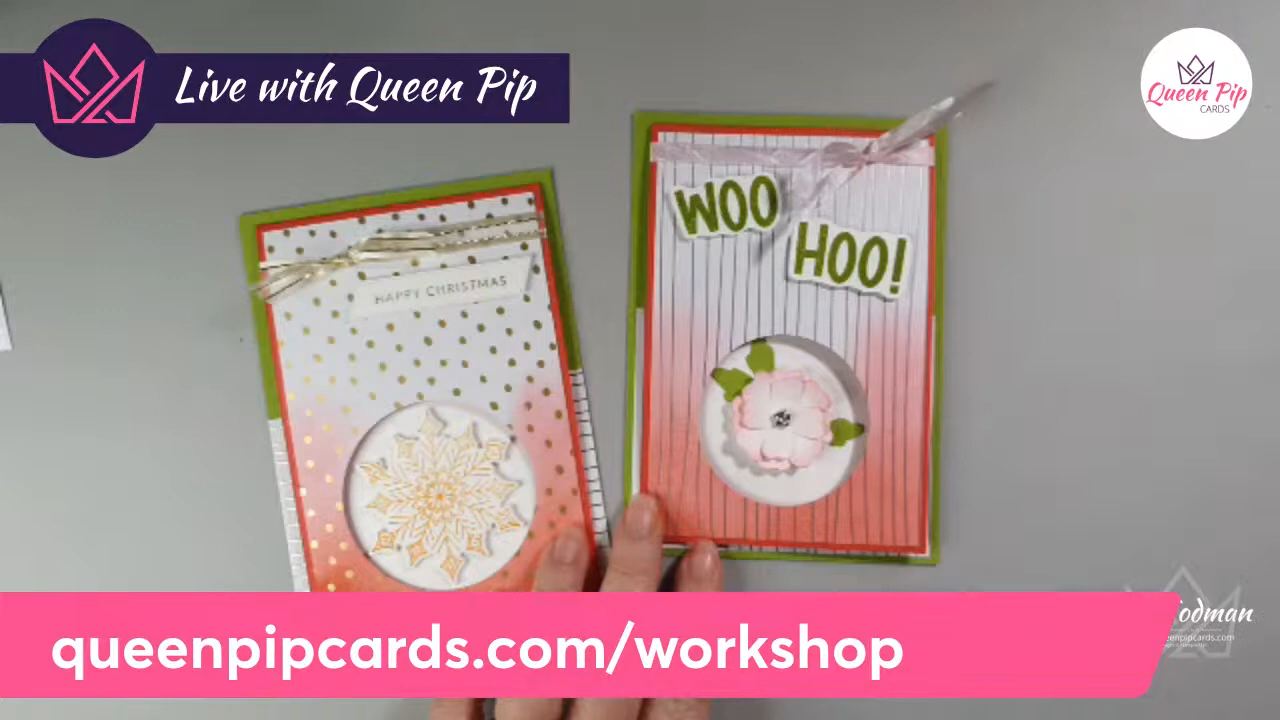 Live with Queen Pip
Queen Pip
CARDS
WOO
HOO!
HAPPY CHRISTMAS
queenpipcards.com/workshop